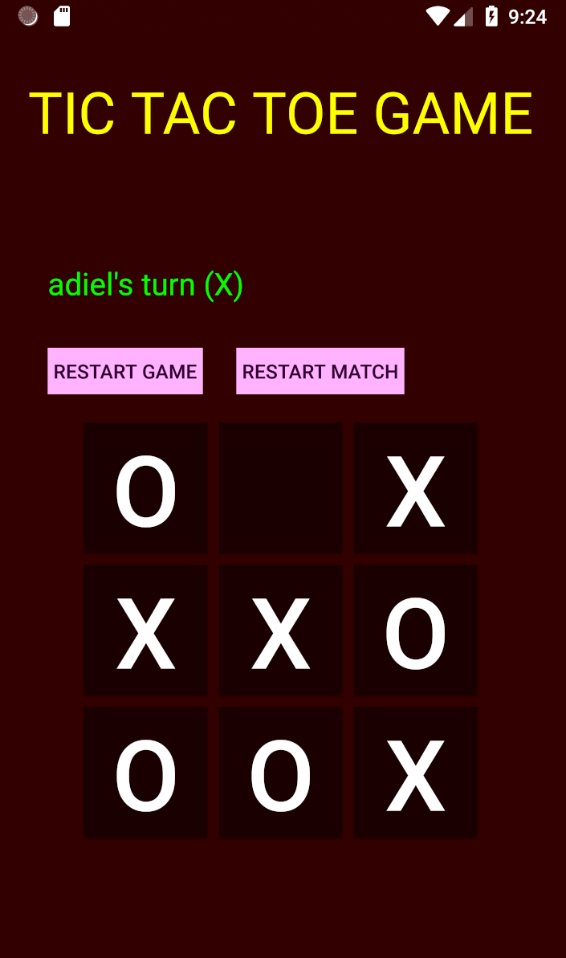 9:24
TIC TAC TOE GAME
adiel's turn (X)
RESTART GAME RESTART MATCH
O X
X X O
O O X